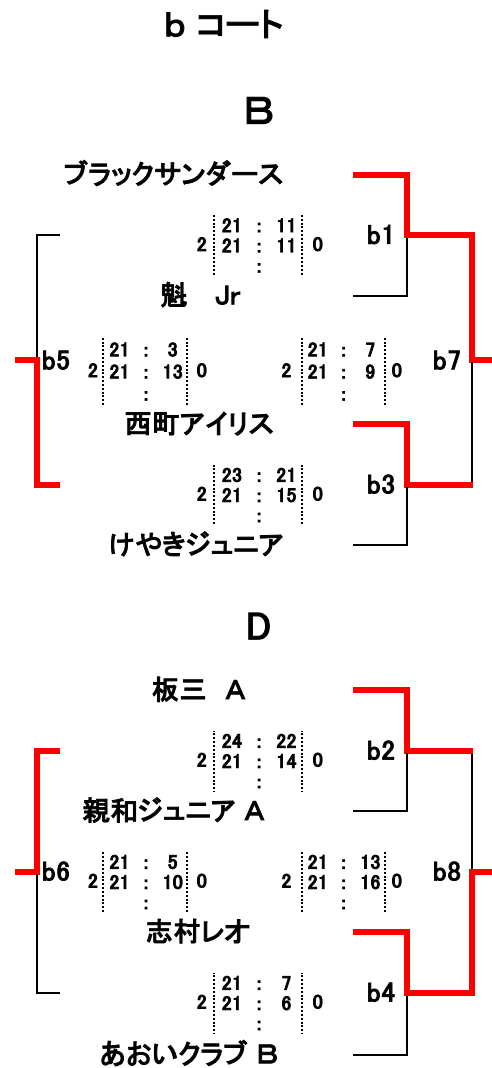 b コート
B
ブラックサンダース
21 : 11
2 21 : 11 0 b1
:
魁 Jr
21 : 3 21 : 7
b5 2 21 : 13 0 2 21 : 9 0 b7
: :
西町アイリス
23 : 21
2 21 : 15 0 b3
:
けやきジュニア
D
板三 A
24 : 22
2 21 : 14 0 b2
:
親和ジュニア A
21 : 5 21 : 13
b6 2 21 : 10 0 2 21 : 16 0 b8
: :
志村レオ
21 : 7
2 21 : 6 0 b4
:
あおいクラブ B